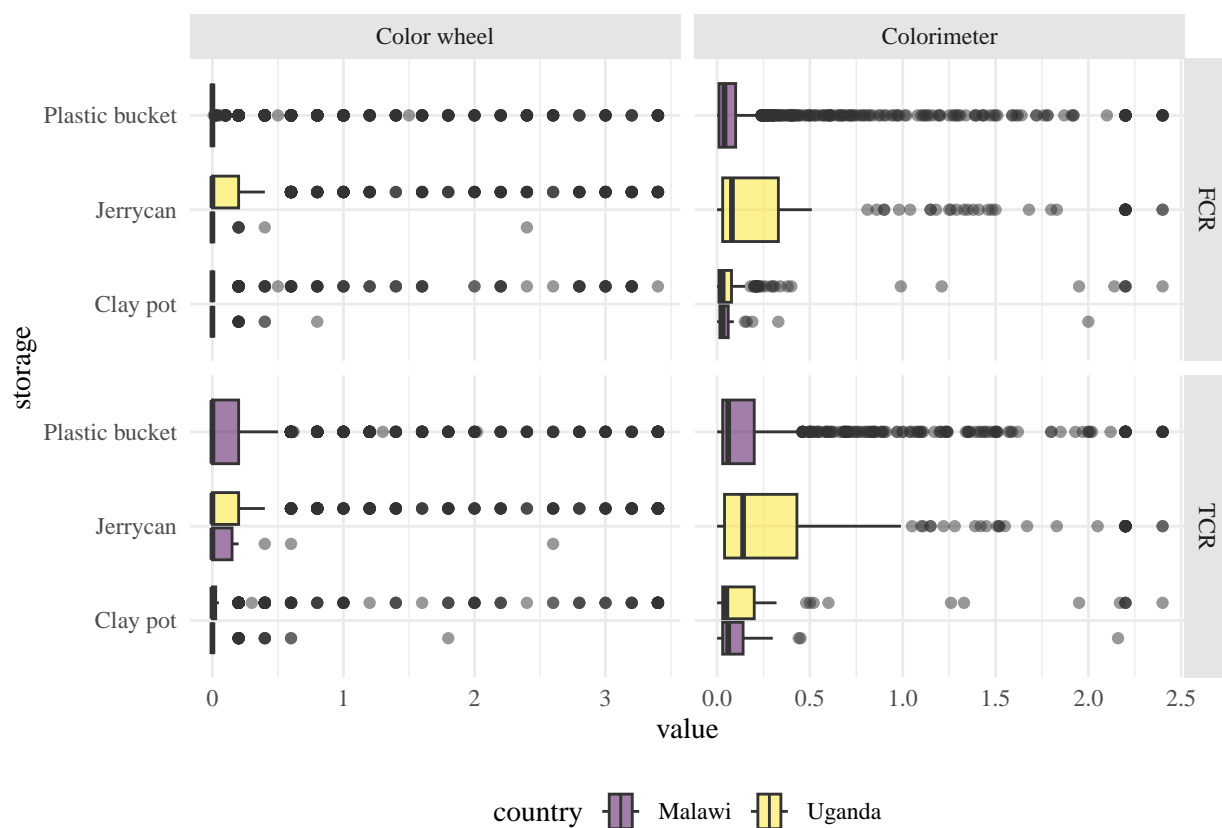 Color wheel Colorimeter
Plastic bucket
Jerrycan
Clay pot
FCR
storage
Plastic bucket
Jerrycan
Clay pot
TCR
0 1 2 3 0.0 0.5 1.0 1.5 2.0 2.5
value
country Malawi Uganda